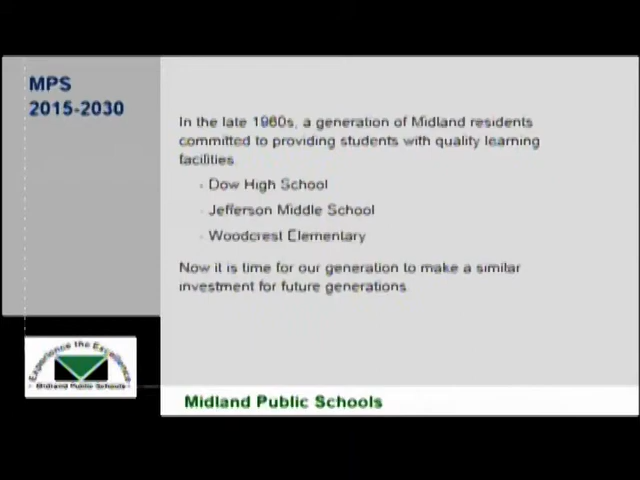 MPS
2015-2030
In the late 1960s, a generation of Midland residents
committed to providing students with quality learning
facilities
Dow High School
Jefferson Middle School
Woodcrest Elementary
Now it is time for our generation to make a similar
investment for future generations
Experience the Excellence
Midland Public Schools
Midland Public Schools